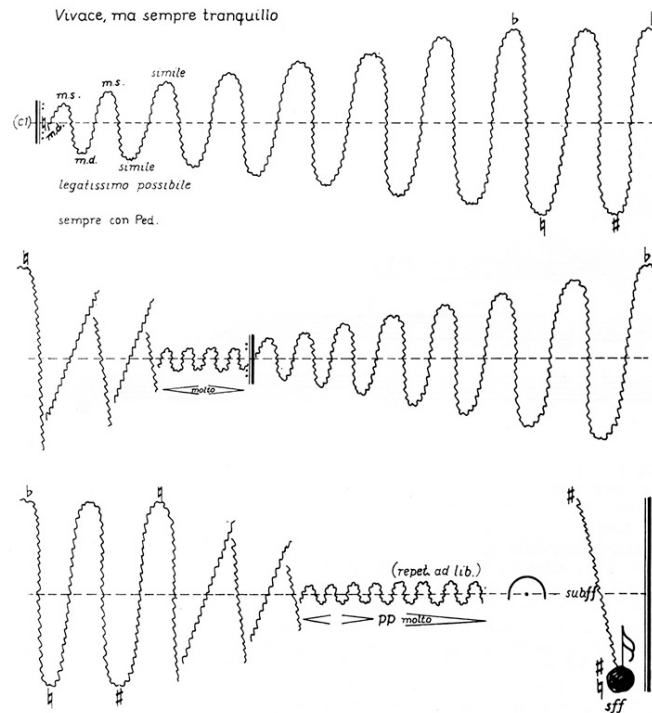 Vivace, ma sempre tranquillo
♭
m.s. m.s. simile
(c1) ♮ m.d.
m.d. simile
legatissimo possibile
sempre con Ped.
♮ ♯
♮ ♭
molto
♭ ♮ ♯
(repet. ad lib.)
subff
pp molto
♮ ♯ ♯
♮
sff